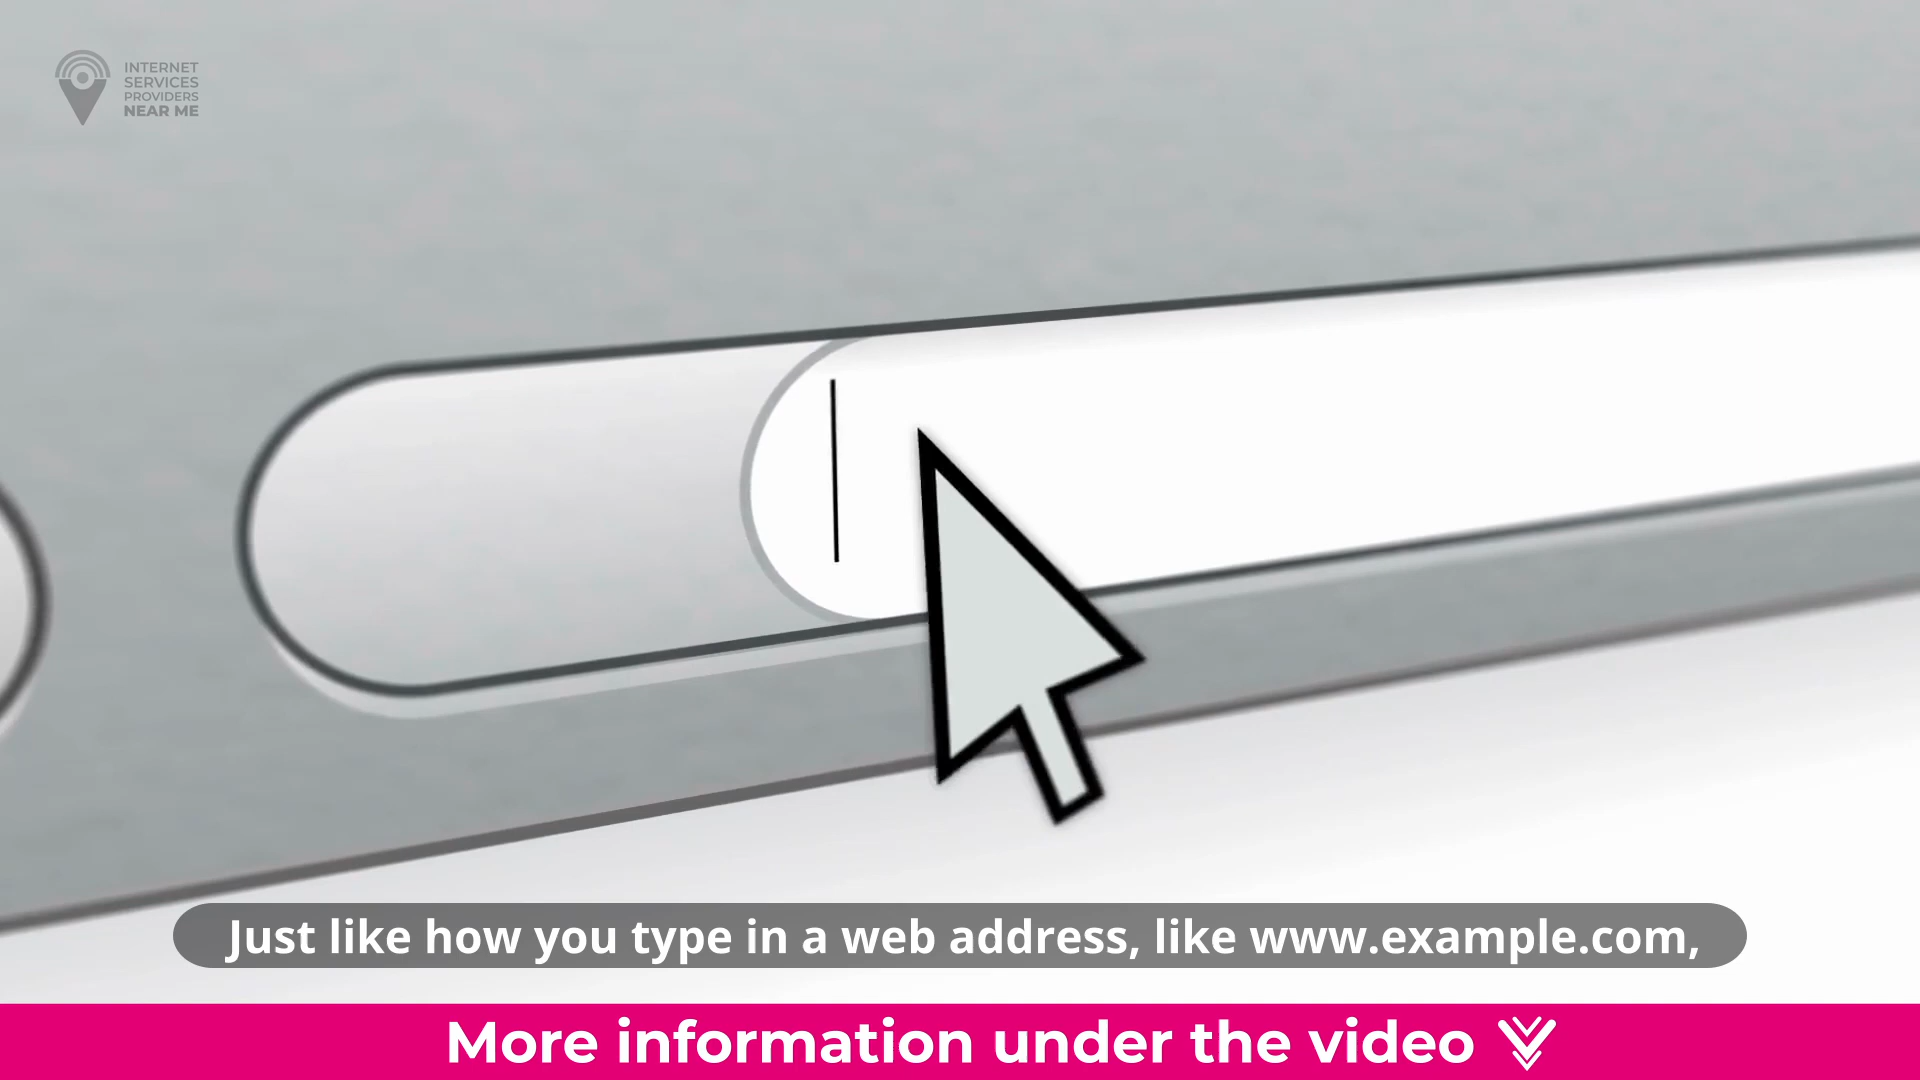 INTERNET
SERVICES
PROVIDERS
NEAR ME
Just like how you type in a web address, like www.example.com,
More information under the video